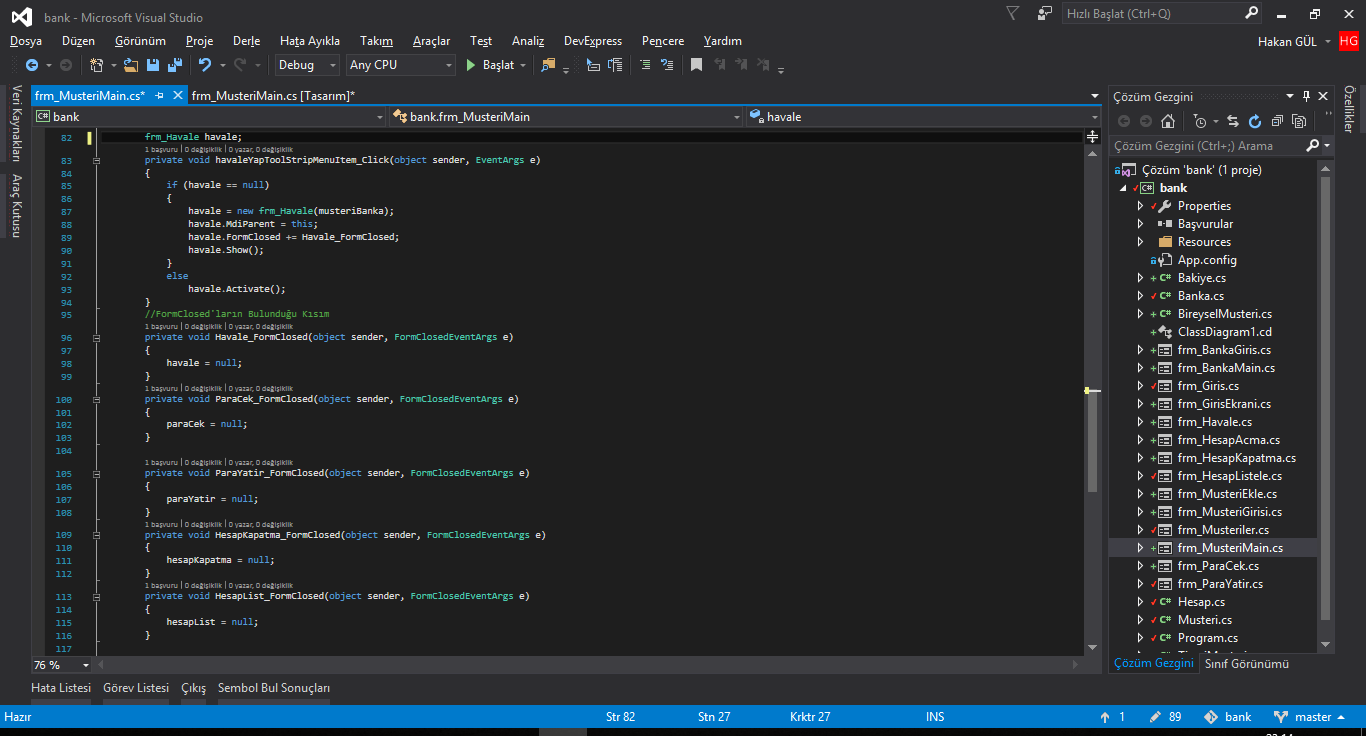 bank - Microsoft Visual Studio
Hızlı Başlat (Ctrl+Q)
Dosya Düzen Görünüm Proje Derle Hata Ayıkla Takım Araçlar Test Analiz DevExpress Pencere Yardım
Hakan GÜL HG
Debug Any CPU Başlat
Veri Kaynakları
Araç Kutusu
frm_MusteriMain.cs* frm_MusteriMain.cs [Tasarım]*
C# bank bank.frm_MusteriMain havale
82 frm_Havale havale;
1 başvuru | 0 değişiklik | 0 yazar, 0 değişiklik
83 private void havaleYapToolStripMenuItem_Click(object sender, EventArgs e)
84 {
85 if (havale == null)
86 {
87 havale = new frm_Havale(musteriBanka);
88 havale.MdiParent = this;
89 havale.FormClosed += Havale_FormClosed;
90 havale.Show();
91 }
92 else
93 havale.Activate();
94 }
95 //FormClosed'ların Bulunduğu Kısım
1 başvuru | 0 değişiklik | 0 yazar, 0 değişiklik
96 private void Havale_FormClosed(object sender, FormClosedEventArgs e)
97 {
98 havale = null;
99 }
1 başvuru | 0 değişiklik | 0 yazar, 0 değişiklik
100 private void ParaCek_FormClosed(object sender, FormClosedEventArgs e)
101 {
102 paraCek = null;
103 }
104
1 başvuru | 0 değişiklik | 0 yazar, 0 değişiklik
105 private void ParaYatir_FormClosed(object sender, FormClosedEventArgs e)
106 {
107 paraYatir = null;
108 }
1 başvuru | 0 değişiklik | 0 yazar, 0 değişiklik
109 private void HesapKapatma_FormClosed(object sender, FormClosedEventArgs e)
110 {
111 hesapKapatma = null;
112 }
1 başvuru | 0 değişiklik | 0 yazar, 0 değişiklik
113 private void HesapList_FormClosed(object sender, FormClosedEventArgs e)
114 {
115 hesapList = null;
116 }
117
76 %
Çözüm Gezgini
Çözüm Gezgini (Ctrl+;) Arama
Çözüm 'bank' (1 proje)
C# bank
Properties
Başvurular
Resources
App.config
C# Bakiye.cs
C# Banka.cs
C# BireyselMusteri.cs
ClassDiagram1.cd
frm_BankaGiris.cs
frm_BankaMain.cs
frm_Giris.cs
frm_GirisEkrani.cs
frm_Havale.cs
frm_HesapAcma.cs
frm_HesapKapatma.cs
frm_HesapListele.cs
frm_MusteriEkle.cs
frm_MusteriGirisi.cs
frm_Musteriler.cs
frm_MusteriMain.cs
frm_ParaCek.cs
frm_ParaYatir.cs
C# Hesap.cs
C# Musteri.cs
C# Program.cs
Çözüm Gezgini Sınıf Görünümü
Özellikler
Hata Listesi Görev Listesi Çıkış Sembol Bul Sonuçları
Hazır Str 82 Stn 27 Krktr 27 INS 1 89 bank master